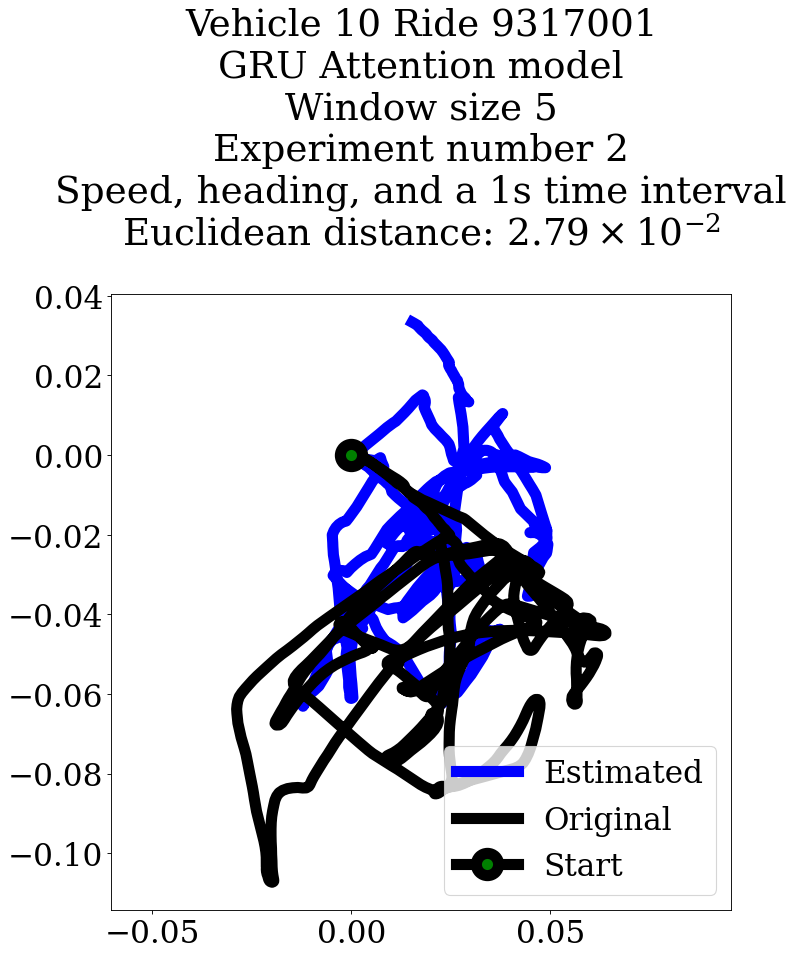 Vehicle 10 Ride 9317001
GRU Attention model
Window size 5
Experiment number 2
Speed, heading, and a 1s time interval
Euclidean distance: 2.79 × 10⁻²
0.04
0.02
0.00
−0.02
−0.04
−0.06
−0.08
−0.10
Estimated
Original
Start
−0.05
0.00
0.05